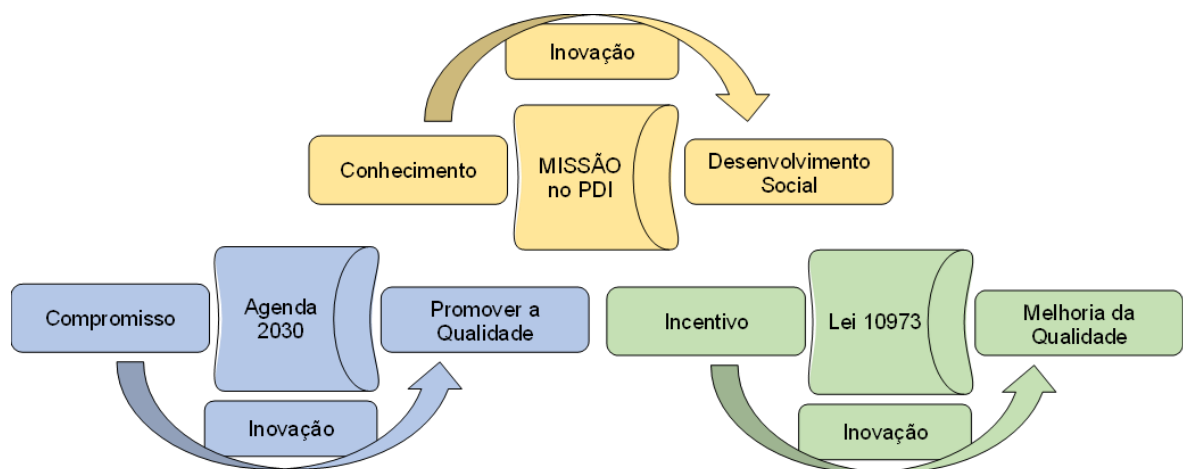 Inovação
Conhecimento
MISSÃO
no PDI
Desenvolvimento
Social
Compromisso
Agenda
2030
Promover a
Qualidade
Inovação
Incentivo
Lei 10973
Melhoria da
Qualidade
Inovação